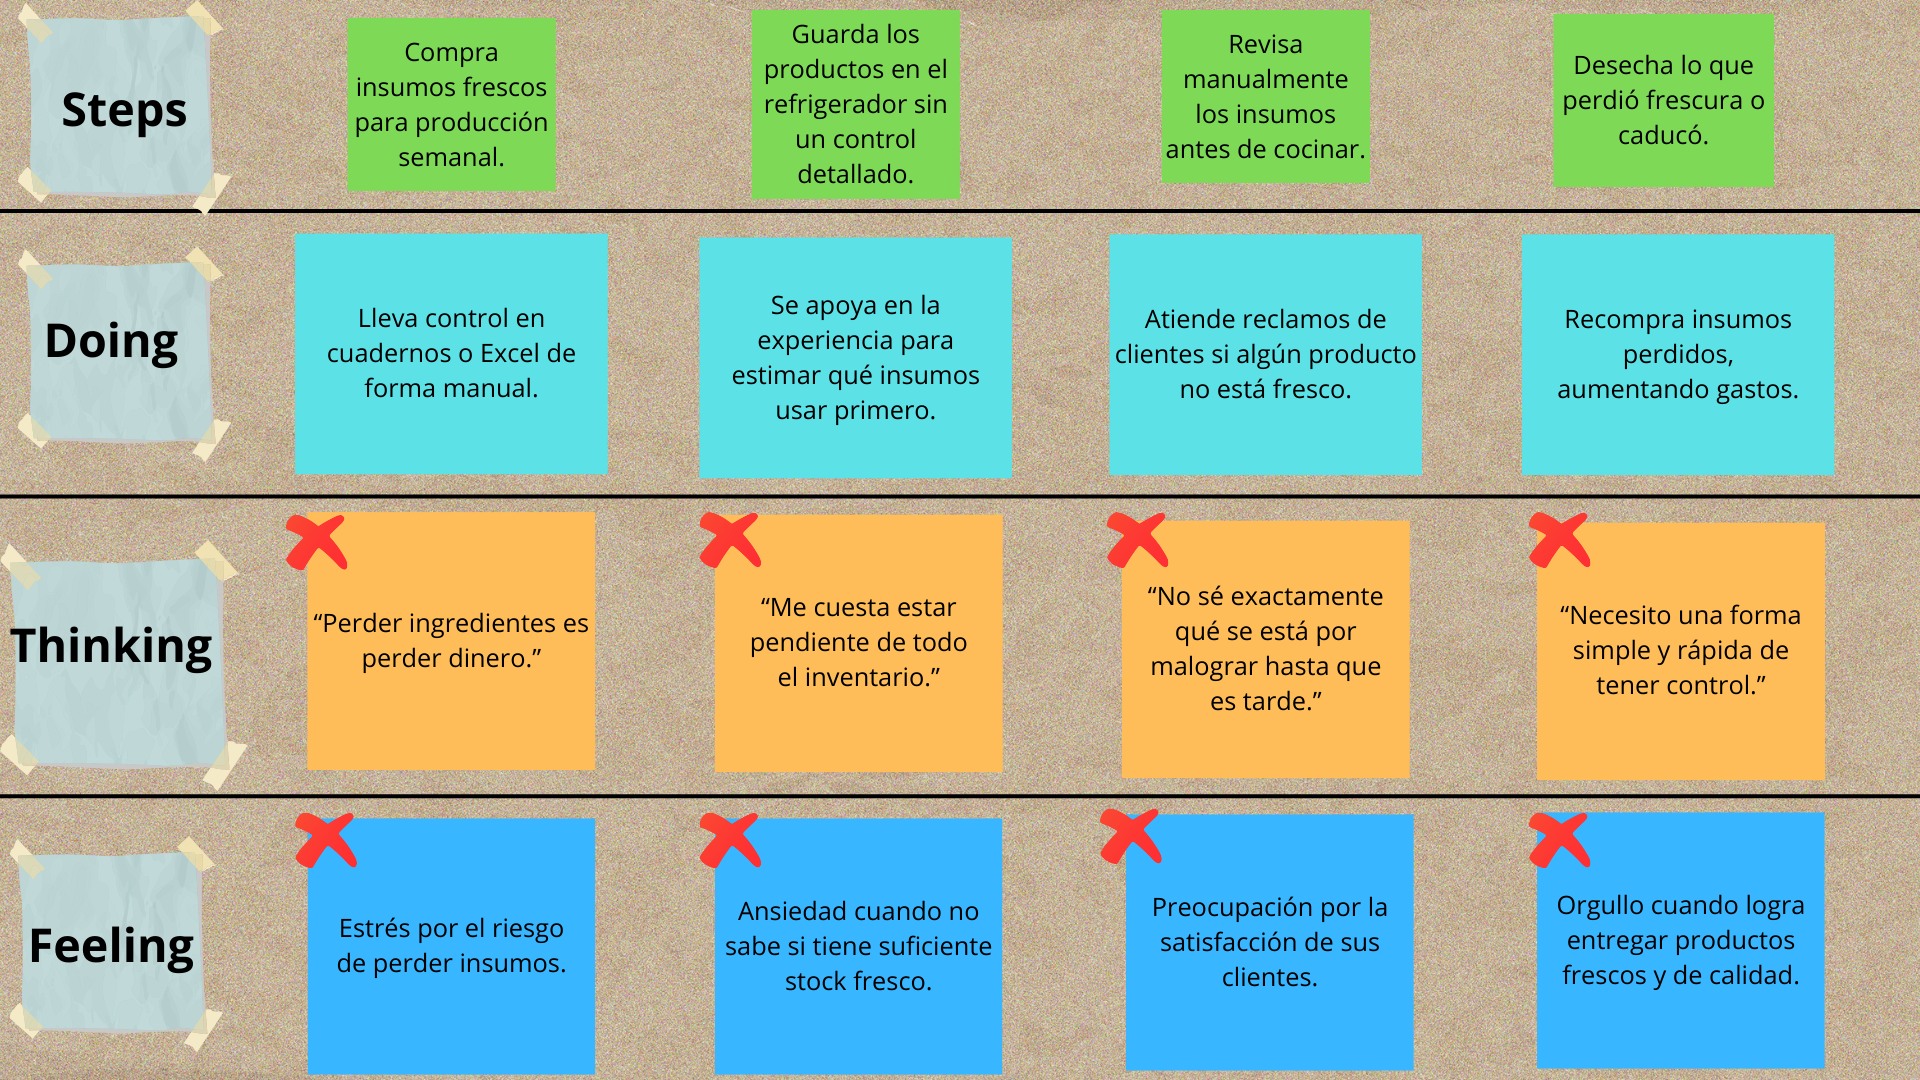 Steps
Compra
insumos frescos
para producción
semanal.
Guarda los
productos en el
refrigerador sin
un control
detallado.
Revisa
manualmente
los insumos
antes de cocinar.
Desecha lo que
perdió frescura o
caducó.
Doing
Lleva control en
cuadernos o Excel de
forma manual.
Se apoya en la
experiencia para
estimar qué insumos
usar primero.
Atiende reclamos de
clientes si algún producto
no está fresco.
Recompra insumos
perdidos,
aumentando gastos.
Thinking
“Perder ingredientes es
perder dinero.”
“Me cuesta estar
pendiente de todo
el inventario.”
“No sé exactamente
qué se está por
malograr hasta que
es tarde.”
“Necesito una forma
simple y rápida de
tener control.”
Feeling
Estrés por el riesgo
de perder insumos.
Ansiedad cuando no
sabe si tiene suficiente
stock fresco.
Preocupación por la
satisfacción de sus
clientes.
Orgullo cuando logra
entregar productos
frescos y de calidad.